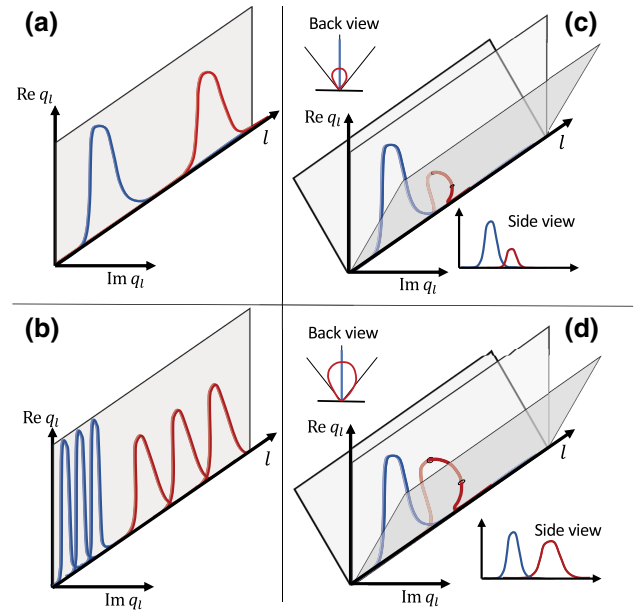 (a)
Re q_l
l
Im q_l
(c)
Back view
Re q_l
l
Side view
Im q_l
(b)
Re q_l
l
Im q_l
(d)
Back view
Re q_l
l
Side view
Im q_l